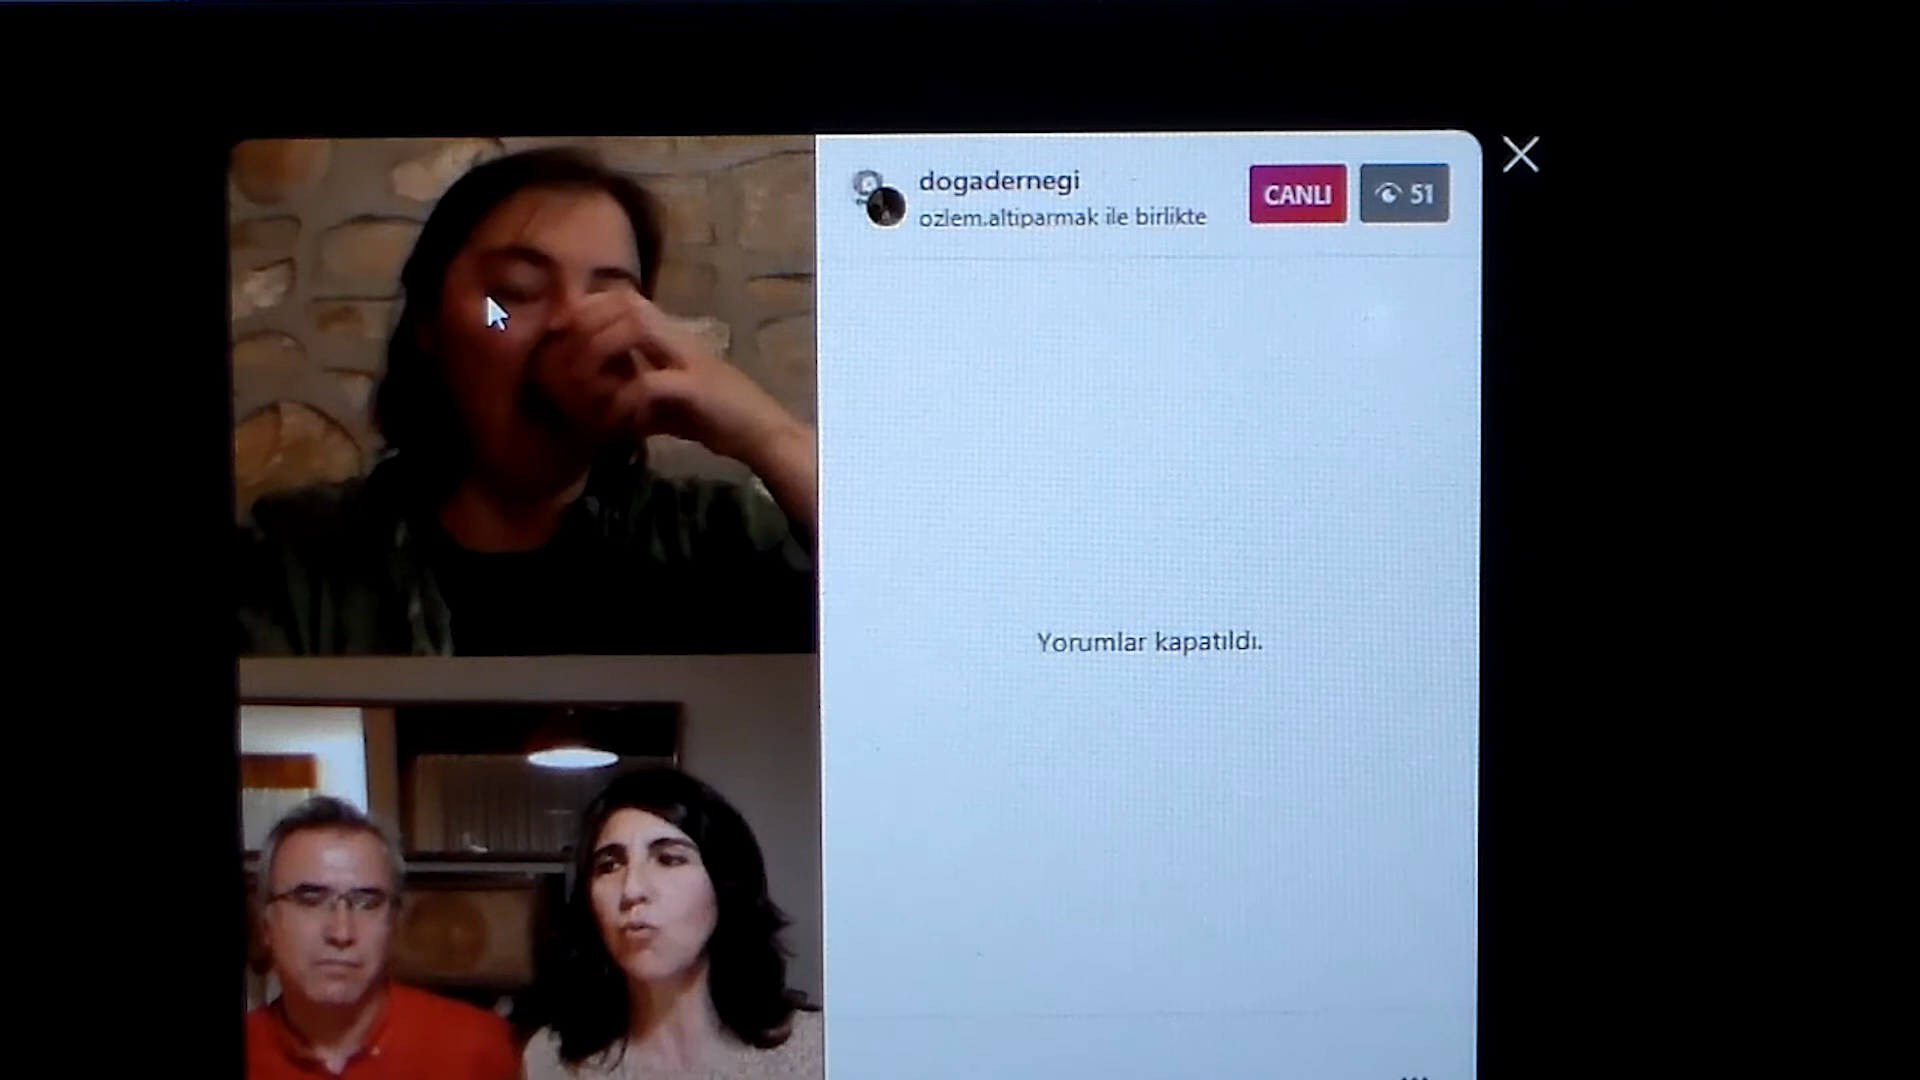 dogadernegi
ozlem.altiparmak ile birlikte
CANLI
51
Yorumlar kapatıldı.